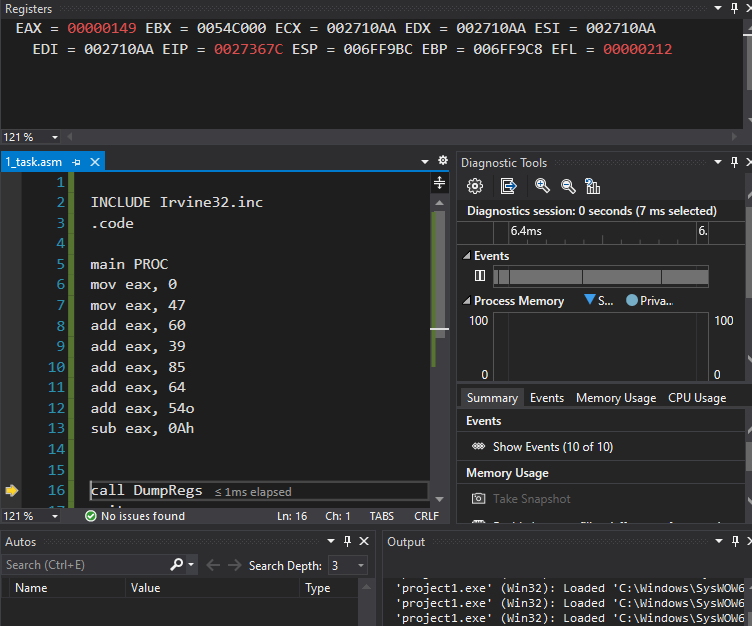 Registers
EAX = 00000149 EBX = 0054C000 ECX = 002710AA EDX = 002710AA ESI = 002710AA
EDI = 002710AA EIP = 0027367C ESP = 006FF9BC EBP = 006FF9C8 EFL = 00000212
121 %
1_task.asm
1
2 INCLUDE Irvine32.inc
3 .code
4
5 main PROC
6 mov eax, 0
7 mov eax, 47
8 add eax, 60
9 add eax, 39
10 add eax, 85
11 add eax, 64
12 add eax, 54o
13 sub eax, 0Ah
14
15
16 call DumpRegs ≤ 1ms elapsed
121 % No issues found Ln: 16 Ch: 1 TABS CRLF
Diagnostic Tools
Diagnostics session: 0 seconds (7 ms selected)
6.4ms 6.
Events
Process Memory S... Priva...
100 100
0 0
Summary Events Memory Usage CPU Usage
Events
Show Events (10 of 10)
Memory Usage
Take Snapshot
Autos
Search (Ctrl+E) Search Depth: 3
Name Value Type
Output
'project1.exe' (Win32): Loaded 'C:\Windows\SysWOW6
'project1.exe' (Win32): Loaded 'C:\Windows\SysWOW6
'project1.exe' (Win32): Loaded 'C:\Windows\SysWOW6